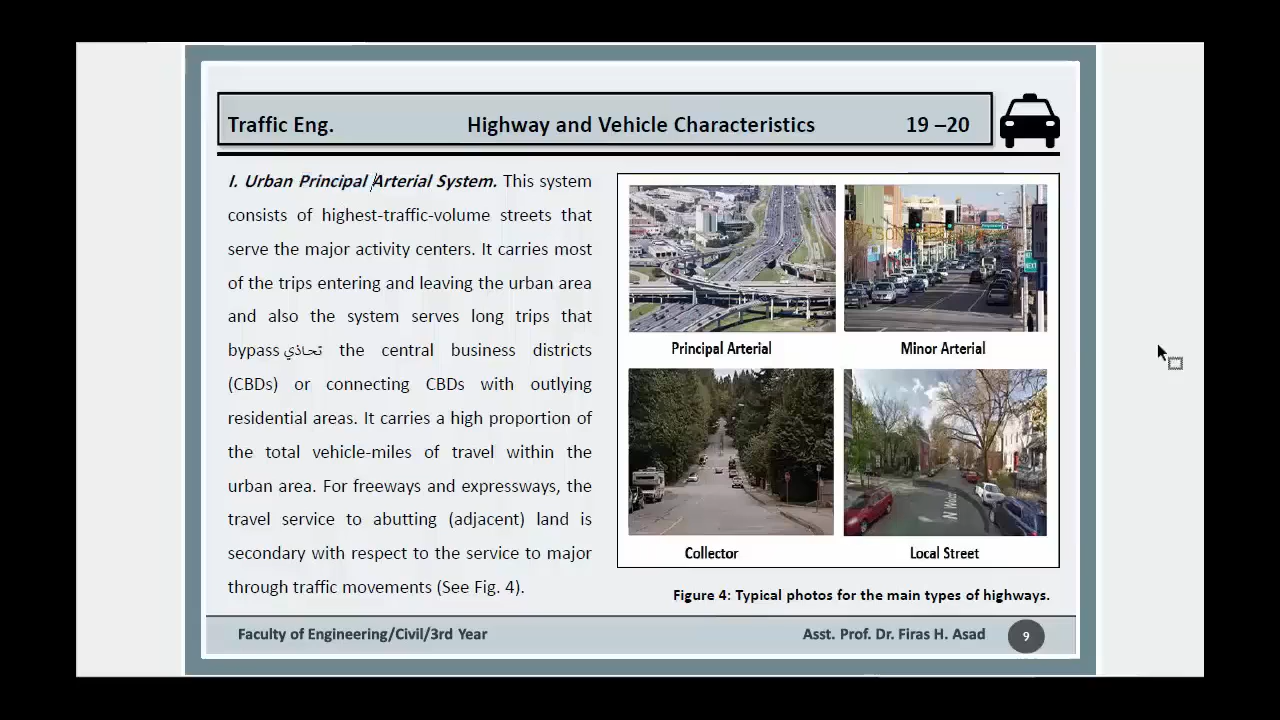 Traffic Eng. Highway and Vehicle Characteristics 19 –20
I. Urban Principal Arterial System. This system
consists of highest-traffic-volume streets that
serve the major activity centers. It carries most
of the trips entering and leaving the urban area
and also the system serves long trips that
bypass تحاذي the central business districts
(CBDs) or connecting CBDs with outlying
residential areas. It carries a high proportion of
the total vehicle-miles of travel within the
urban area. For freeways and expressways, the
travel service to abutting (adjacent) land is
secondary with respect to the service to major
through traffic movements (See Fig. 4).
Principal Arterial
Minor Arterial
Collector
Local Street
Figure 4: Typical photos for the main types of highways.
Faculty of Engineering/Civil/3rd Year
Asst. Prof. Dr. Firas H. Asad
9